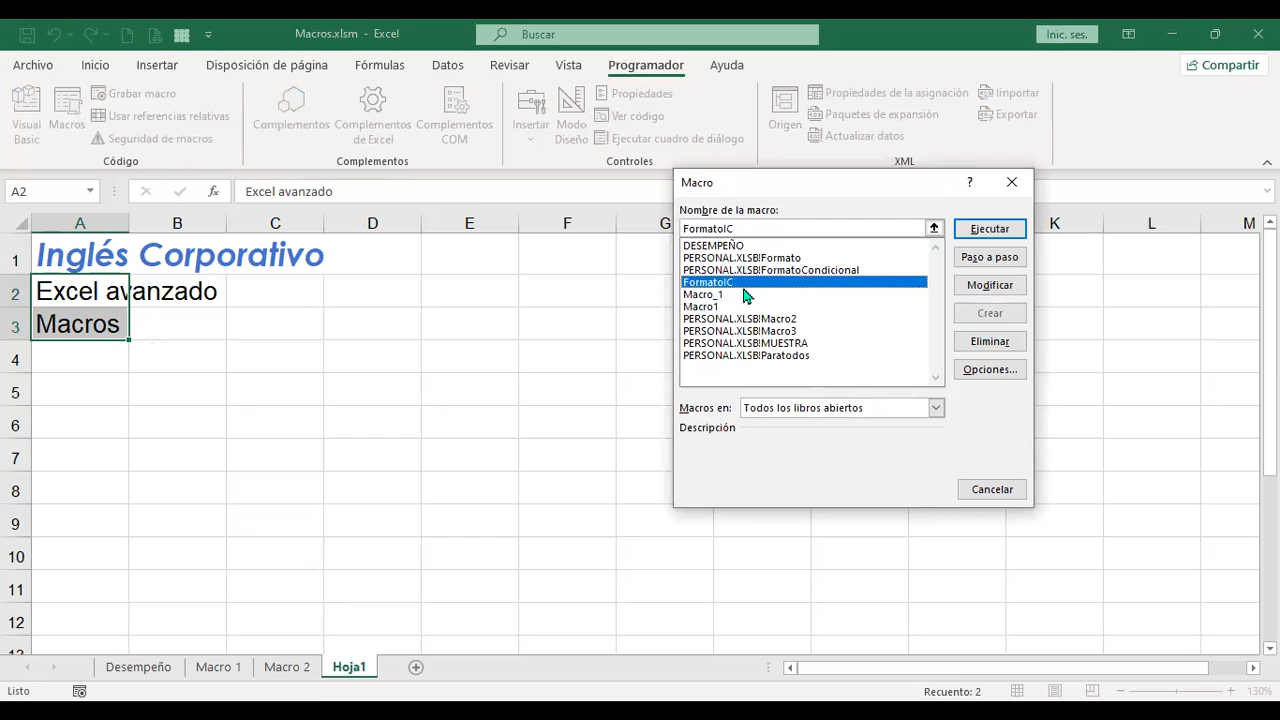 Macros.xlsm - Excel
Buscar
Inic. ses.
Archivo Inicio Insertar Disposición de página Fórmulas Datos Revisar Vista Programador Ayuda
Compartir
Visual Basic
Macros
Grabar macro
Usar referencias relativas
Seguridad de macros
Código
Complementos
Complementos de Excel
Complementos COM
Complementos
Insertar
Modo Diseño
Propiedades
Ver código
Ejecutar cuadro de diálogo
Controles
Origen
Propiedades de la asignación
Paquetes de expansión
Actualizar datos
Importar
Exportar
XML
A2
fx
Excel avanzado
A B C D E F G K L M
1 Inglés Corporativo
2 Excel avanzado
3 Macros
4
5
6
7
8
9
10
11
12
13
Macro
?
Nombre de la macro:
FormatoIC
DESEMPEÑO
PERSONAL.XLSB!Formato
PERSONAL.XLSB!FormatoCondicional
FormatoIC
Macro_1
Macro1
PERSONAL.XLSB!Macro2
PERSONAL.XLSB!Macro3
PERSONAL.XLSB!MUESTRA
PERSONAL.XLSB!Paratodos
Ejecutar
Paso a paso
Modificar
Crear
Eliminar
Opciones...
Macros en: Todos los libros abiertos
Descripción
Cancelar
Desempeño Macro 1 Macro 2 Hoja1
Listo
Recuento: 2
130%